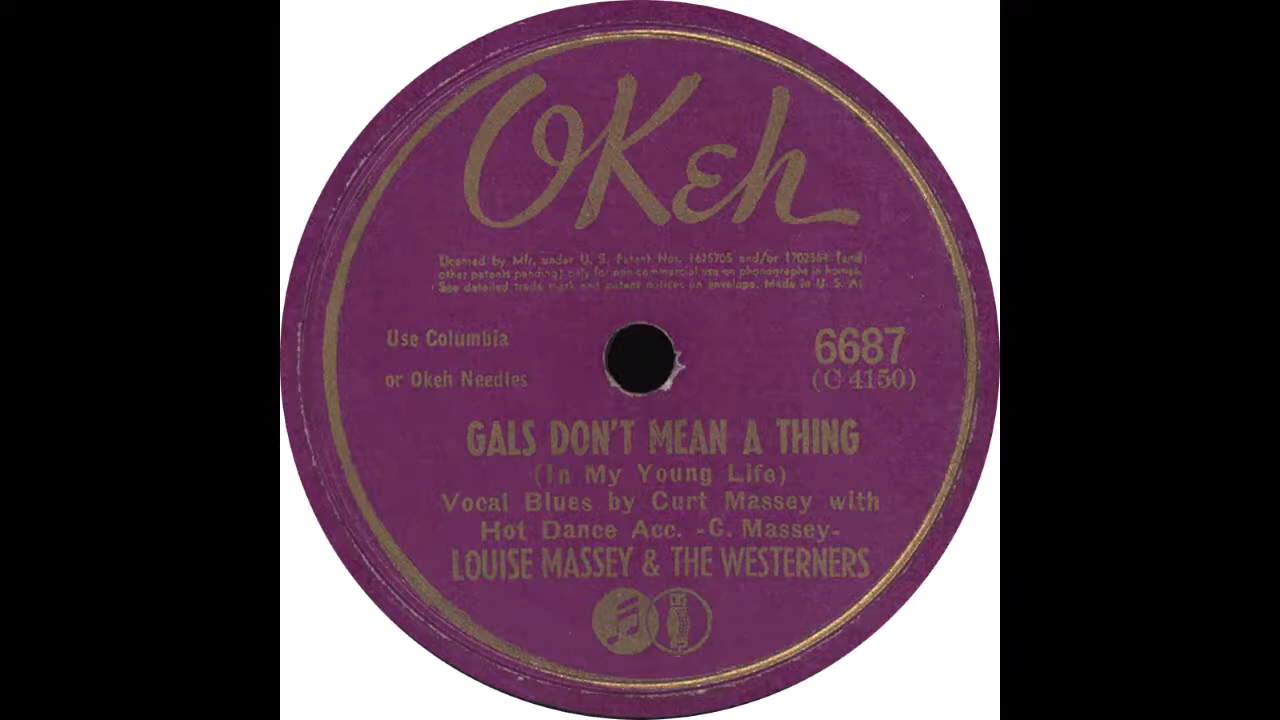 OKeh
Licensed by Mfr. under U. S. Patent Nos. 1625705 and/or 1702564 (and
other patents pending) only for non-commercial use on phonographs in homes.
See detailed trade mark and patent notices on envelope. Made in U. S. A.
Use Columbia
or Okeh Needles
6687
(C 4150)
GALS DON'T MEAN A THING
(In My Young Life)
Vocal Blues by Curt Massey with
Hot Dance Acc. -C. Massey-
LOUISE MASSEY & THE WESTERNERS